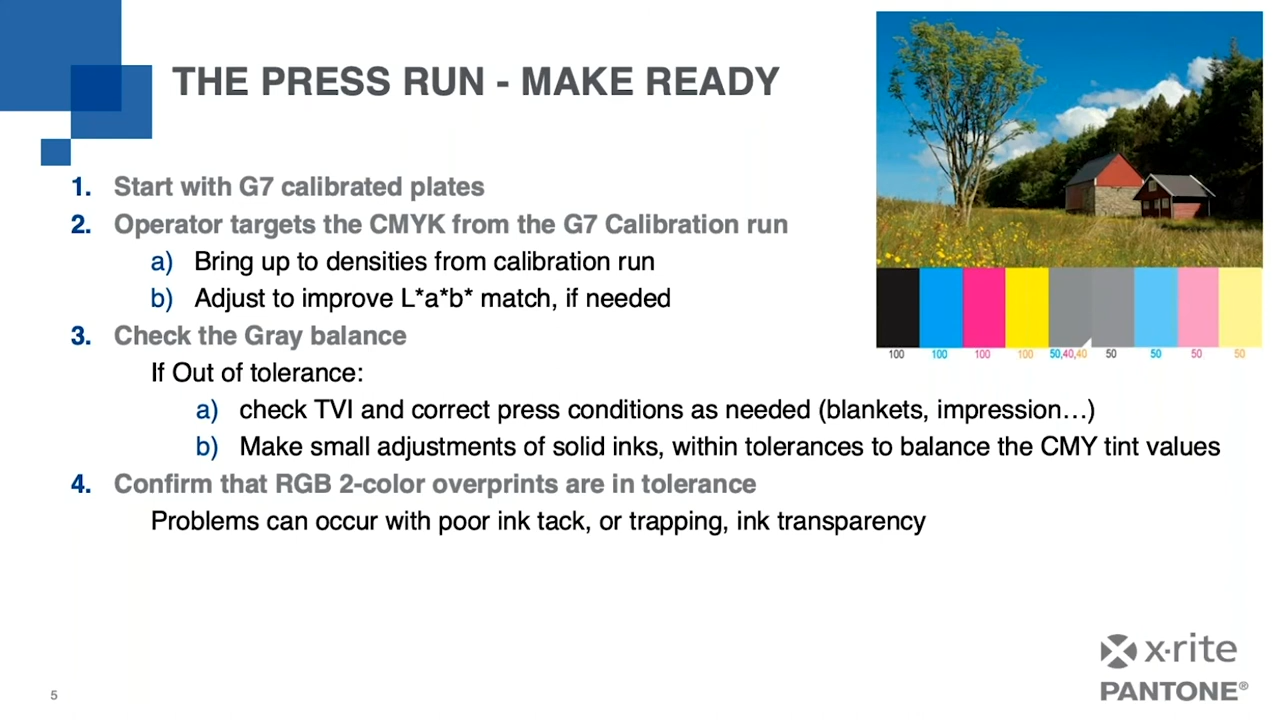 THE PRESS RUN - MAKE READY
1. Start with G7 calibrated plates
2. Operator targets the CMYK from the G7 Calibration run
a) Bring up to densities from calibration run
b) Adjust to improve L*a*b* match, if needed
3. Check the Gray balance
If Out of tolerance:
a) check TVI and correct press conditions as needed (blankets, impression…)
b) Make small adjustments of solid inks, within tolerances to balance the CMY tint values
4. Confirm that RGB 2-color overprints are in tolerance
Problems can occur with poor ink tack, or trapping, ink transparency
100 100 100 100 50,40,40 50 50 50 50
x·rite
PANTONE®
5